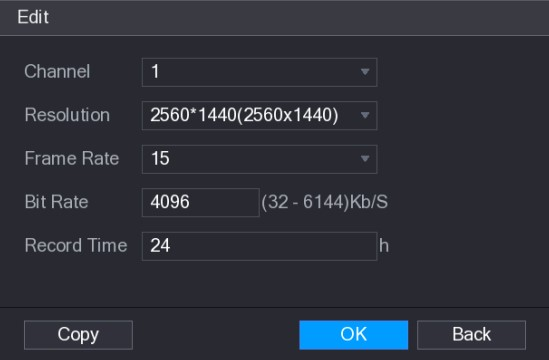 Edit
Channel 1
Resolution 2560*1440(2560x1440)
Frame Rate 15
Bit Rate 4096 (32 - 6144)Kb/S
Record Time 24 h
Copy OK Back